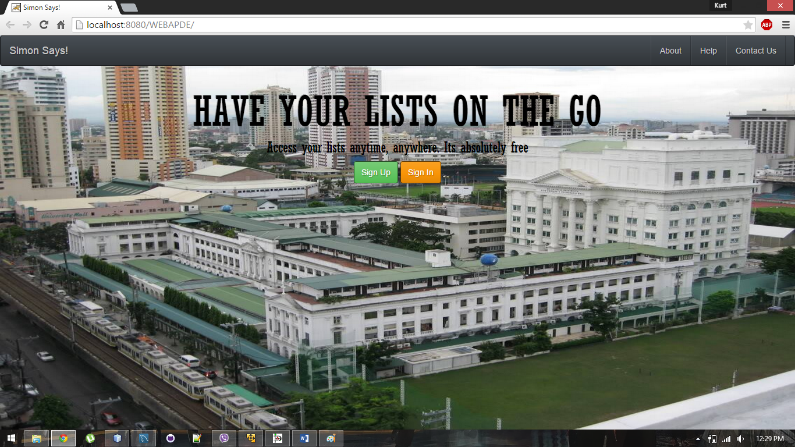 Simon Says!
Kurt
localhost:8080/WEBAPDE/
ABP
Simon Says!
About
Help
Contact Us
HAVE YOUR LISTS ON THE GO
Access your lists anytime, anywhere. Its absolutely free
Sign Up
Sign In
12:29 PM